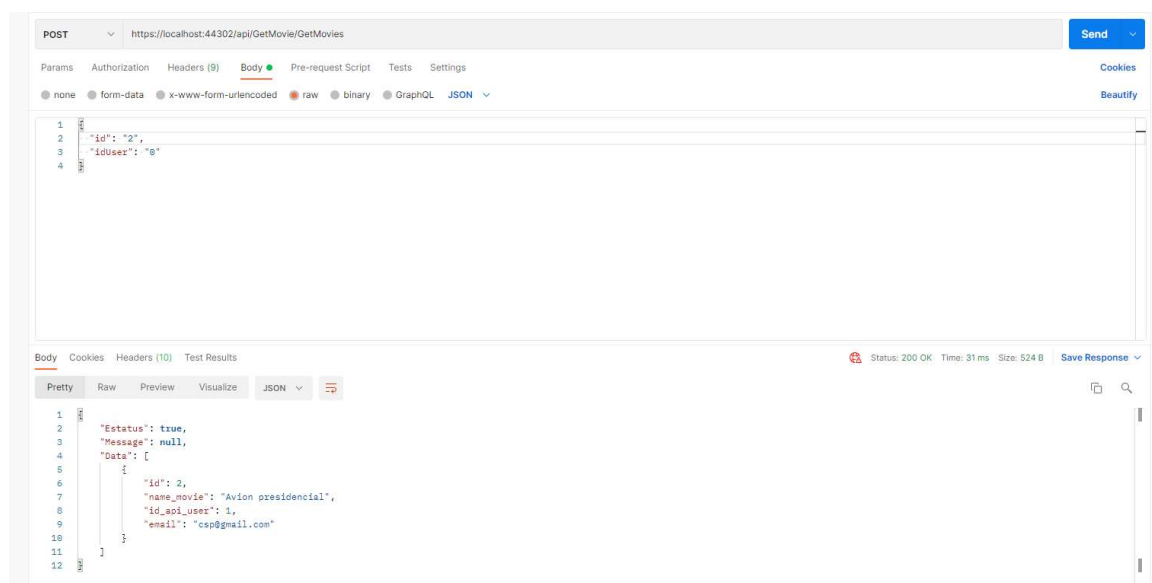 POST https://localhost:44302/api/GetMovie/GetMovies Send
Params Authorization Headers (9) Body Pre-request Script Tests Settings Cookies
none form-data x-www-form-urlencoded raw binary GraphQL JSON Beautify
1 {
2 "id": "2",
3 "idUser": "0"
4 }
Body Cookies Headers (10) Test Results Status: 200 OK Time: 31 ms Size: 524 B Save Response
Pretty Raw Preview Visualize JSON
1 {
2 "Estatus": true,
3 "Message": null,
4 "Data": [
5 {
6 "id": 2,
7 "name_movie": "Avion presidencial",
8 "id_api_user": 1,
9 "email": "csp@gmail.com"
10 }
11 ]
12 }